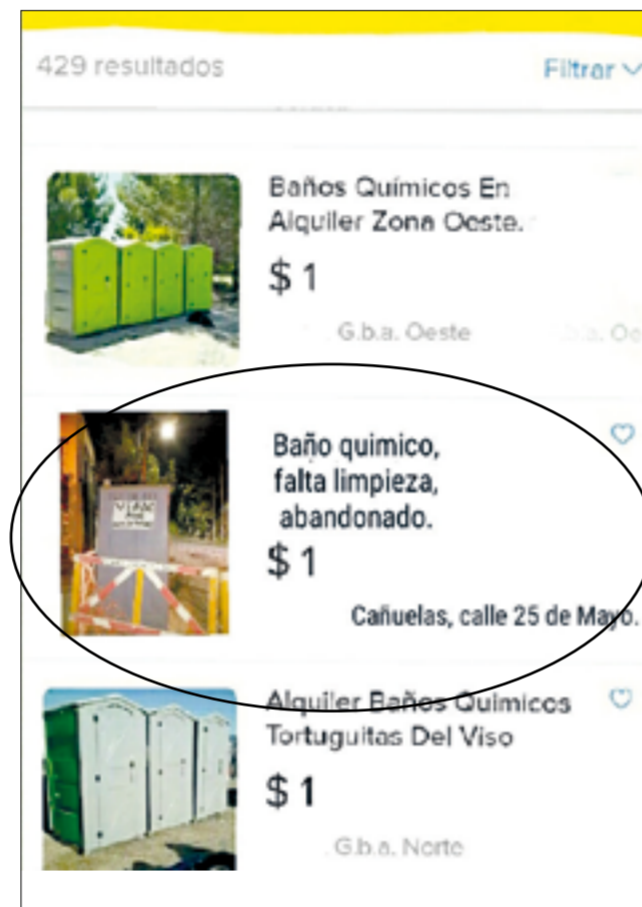 429 resultados
Filtrar
Baños Químicos En
Alquiler Zona Oeste.
$ 1
G.b.a. Oeste
Baño quimico,
falta limpieza,
abandonado.
$ 1
Cañuelas, calle 25 de Mayo.
Alquiler Baños Quimicos
Tortuguitas Del Viso
$ 1
G.b.a. Norte